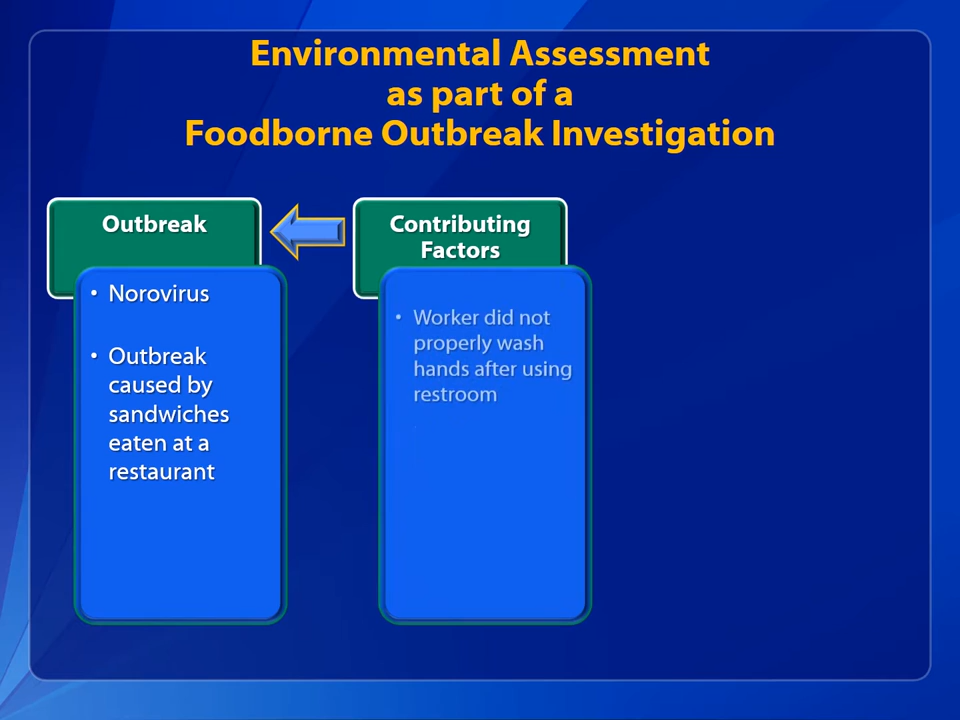 Environmental Assessment
as part of a
Foodborne Outbreak Investigation
Outbreak
• Norovirus
• Outbreak
caused by
sandwiches
eaten at a
restaurant
Contributing
Factors
• Worker did not
properly wash
hands after using
restroom